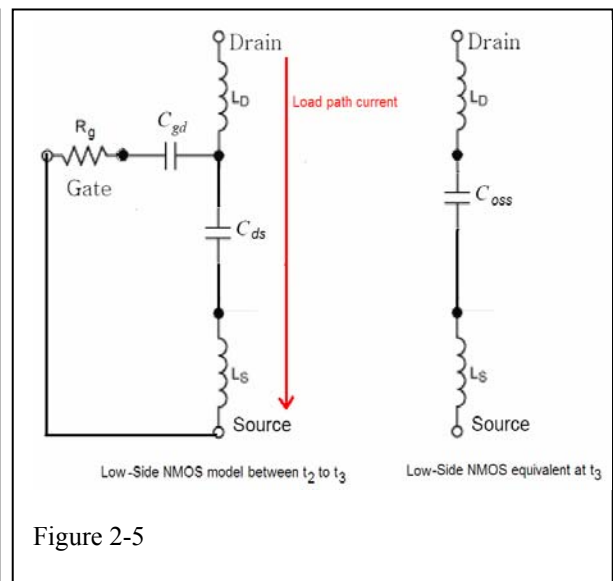 Drain
Drain
L_D
Load path current
L_D
R_g
C_gd
Gate
C_oss
C_ds
L_S
L_S
Source
Source
Low-Side NMOS model between t_2 to t_3
Low-Side NMOS equivalent at t_3
Figure 2-5